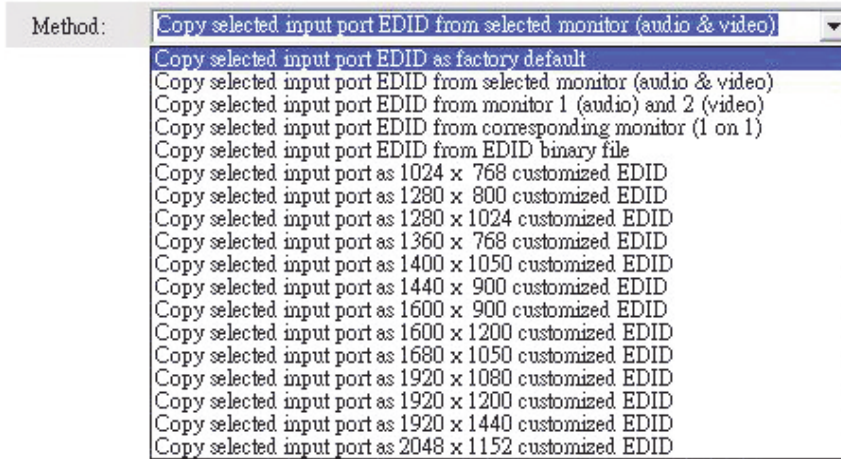 Method: Copy selected input port EDID from selected monitor (audio & video)
Copy selected input port EDID as factory default
Copy selected input port EDID from selected monitor (audio & video)
Copy selected input port EDID from monitor 1 (audio) and 2 (video)
Copy selected input port EDID from corresponding monitor (1 on 1)
Copy selected input port EDID from EDID binary file
Copy selected input port as 1024 x 768 customized EDID
Copy selected input port as 1280 x 800 customized EDID
Copy selected input port as 1280 x 1024 customized EDID
Copy selected input port as 1360 x 768 customized EDID
Copy selected input port as 1400 x 1050 customized EDID
Copy selected input port as 1440 x 900 customized EDID
Copy selected input port as 1600 x 900 customized EDID
Copy selected input port as 1600 x 1200 customized EDID
Copy selected input port as 1680 x 1050 customized EDID
Copy selected input port as 1920 x 1080 customized EDID
Copy selected input port as 1920 x 1200 customized EDID
Copy selected input port as 1920 x 1440 customized EDID
Copy selected input port as 2048 x 1152 customized EDID